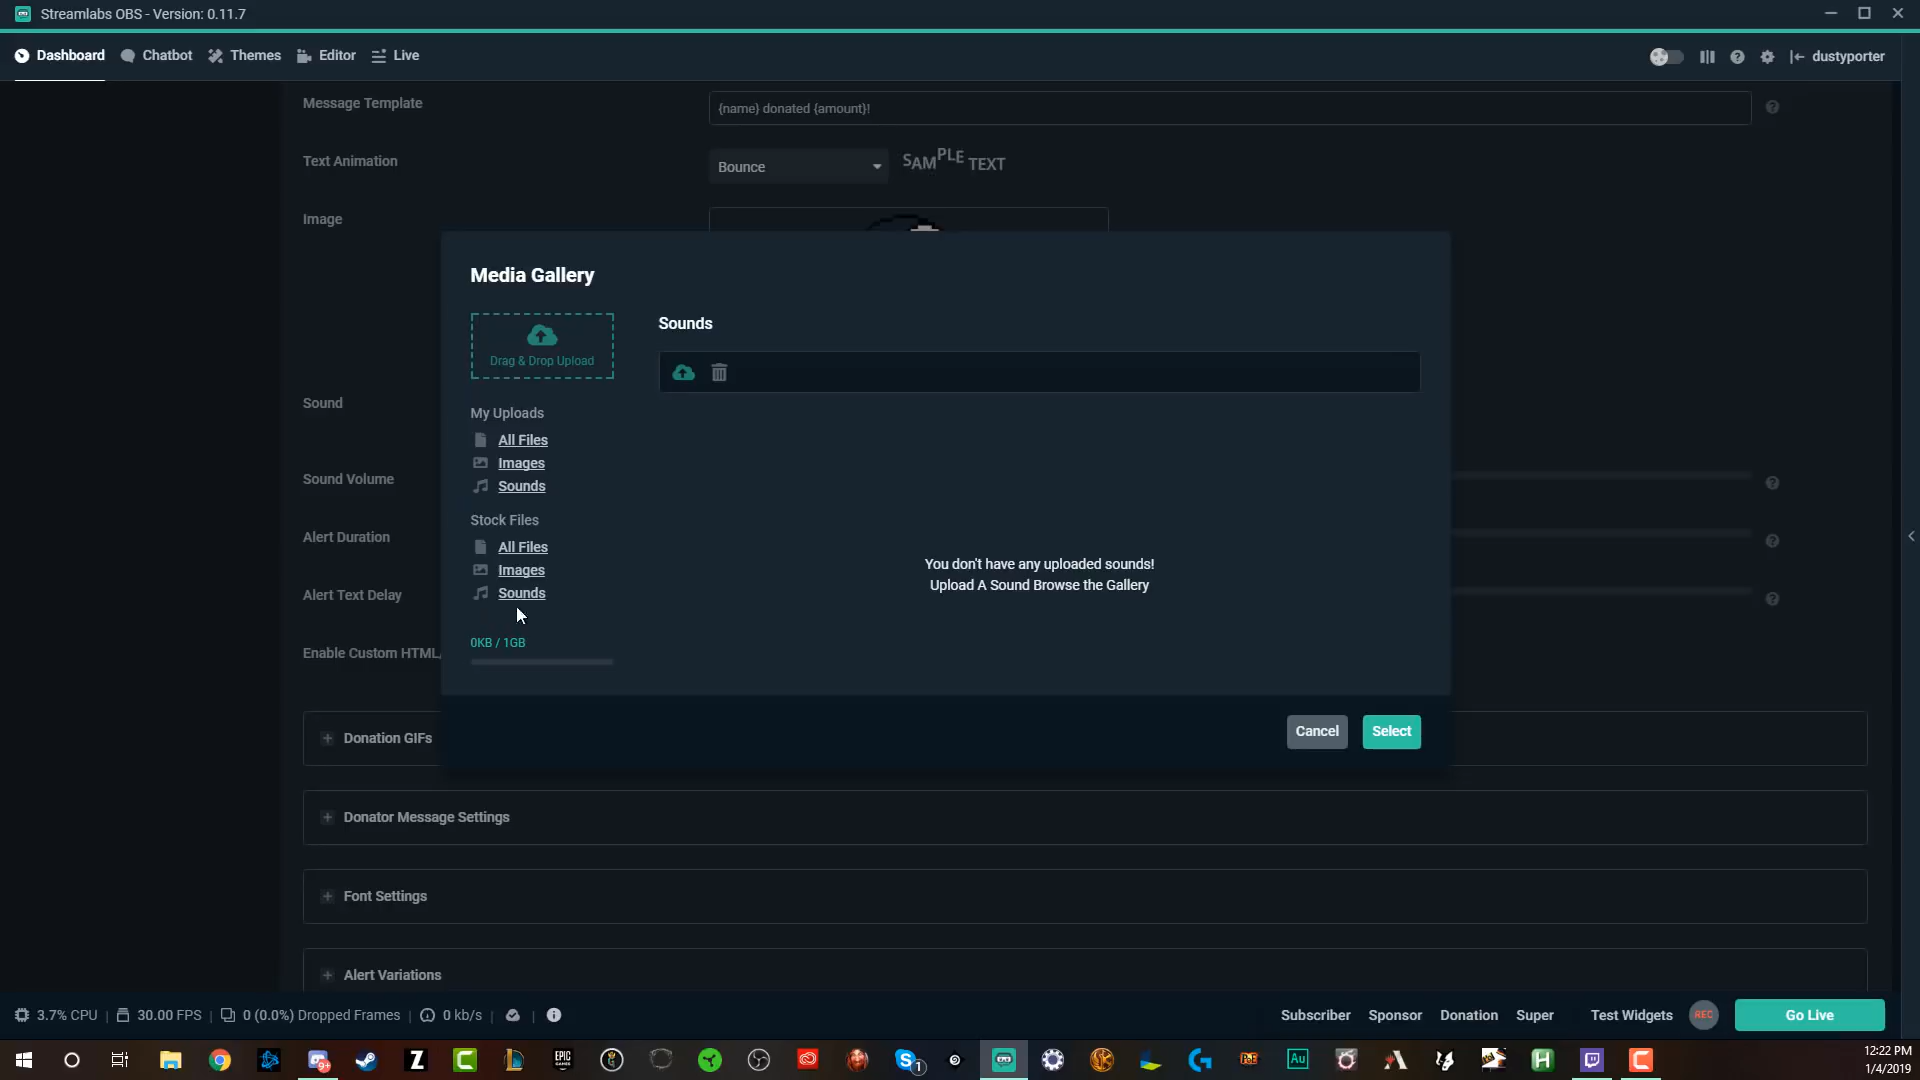 Streamlabs OBS - Version: 0.11.7
Dashboard
Chatbot
Themes
Editor
Live
dustyporter
Message Template
{name} donated {amount}!
Text Animation
Bounce
SAMPLE TEXT
Image
Media Gallery
Drag & Drop Upload
Sounds
My Uploads
All Files
Images
Sounds
Stock Files
All Files
Images
Sounds
0KB / 1GB
You don't have any uploaded sounds!
Upload A Sound Browse the Gallery
Cancel
Select
Sound
Sound Volume
Alert Duration
Alert Text Delay
Enable Custom HTML/
Donation GIFs
Donator Message Settings
Font Settings
Alert Variations
3.7% CPU
30.00 FPS
0 (0.0%) Dropped Frames
0 kb/s
Subscriber
Sponsor
Donation
Super
Test Widgets
REC
Go Live
12:22 PM
1/4/2019